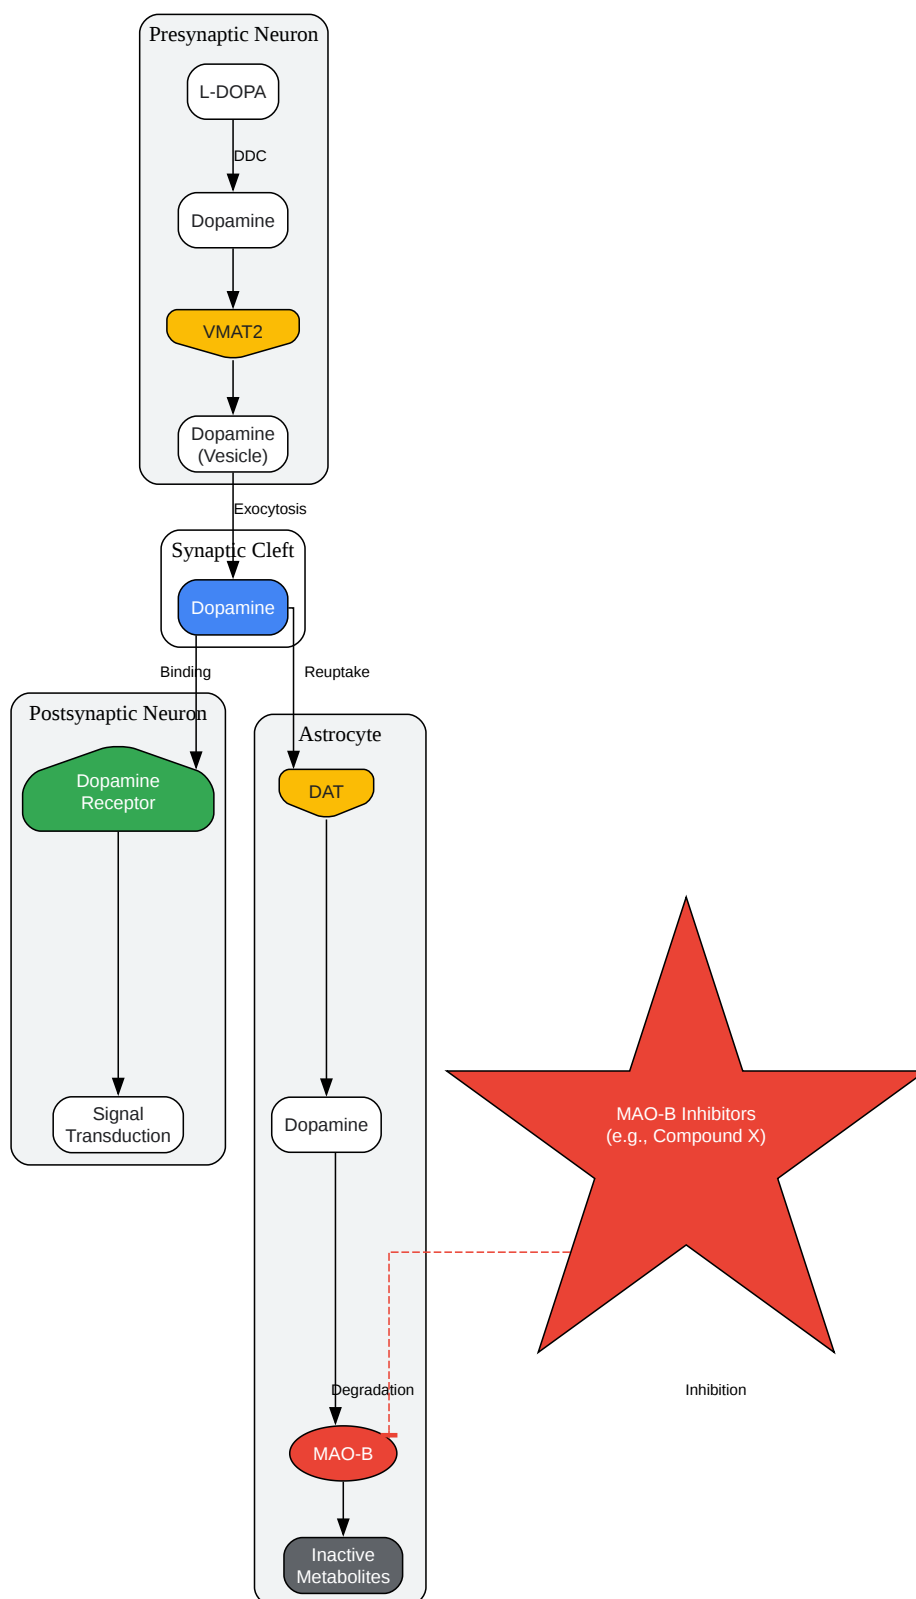 Presynaptic Neuron
L-DOPA
DDC
Dopamine
VMAT2
Dopamine
(Vesicle)
Exocytosis
Synaptic Cleft
Dopamine
Binding
Reuptake
Postsynaptic Neuron
Astrocyte
Dopamine
Receptor
DAT
MAO-B Inhibitors
(e.g., Compound X)
Signal
Transduction
Dopamine
Degradation
Inhibition
MAO-B
Inactive
Metabolites